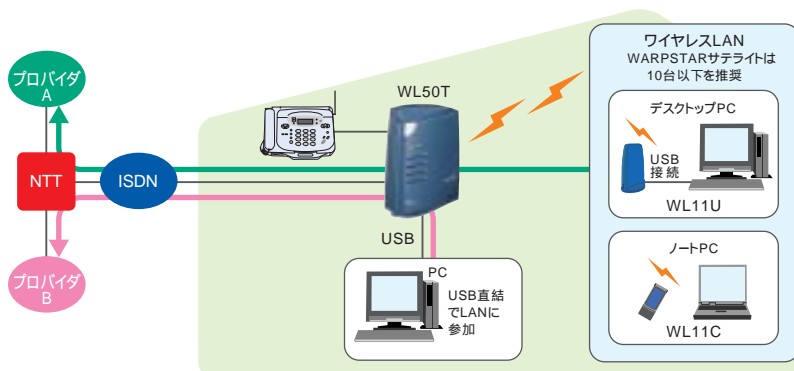 プロバイダ
A
NTT
ISDN
プロバイダ
B
WL50T
USB
PC
USB直結
でLANに
参加
ワイヤレスLAN
WARPSTARサテライトは
10台以下を推奨
デスクトップPC
USB
接続
WL11U
ノートPC
WL11C